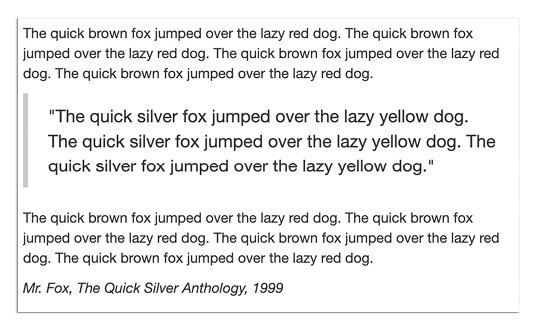 The quick brown fox jumped over the lazy red dog. The quick brown fox
jumped over the lazy red dog. The quick brown fox jumped over the lazy red
dog. The quick brown fox jumped over the lazy red dog.
"The quick silver fox jumped over the lazy yellow dog.
The quick silver fox jumped over the lazy yellow dog. The
quick silver fox jumped over the lazy yellow dog."
The quick brown fox jumped over the lazy red dog. The quick brown fox
jumped over the lazy red dog. The quick brown fox jumped over the lazy red
dog. The quick brown fox jumped over the lazy red dog.
Mr. Fox, The Quick Silver Anthology, 1999